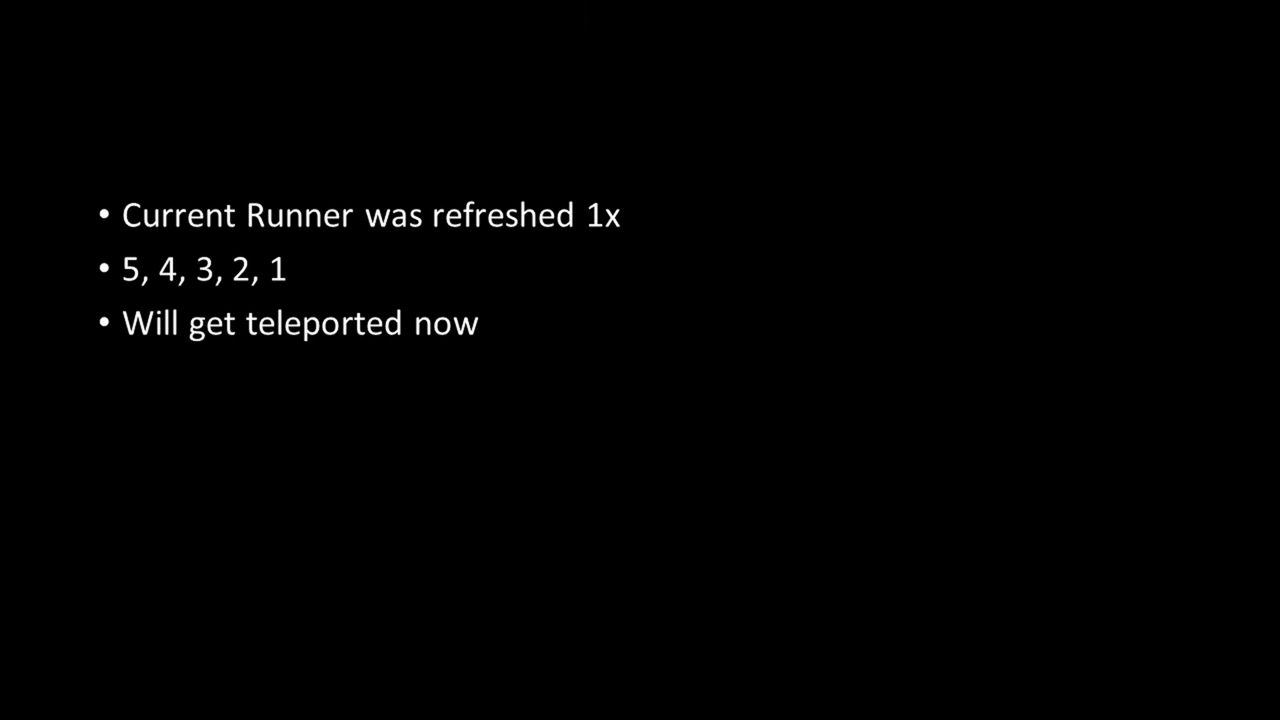 • Current Runner was refreshed 1x
• 5, 4, 3, 2, 1
• Will get teleported now